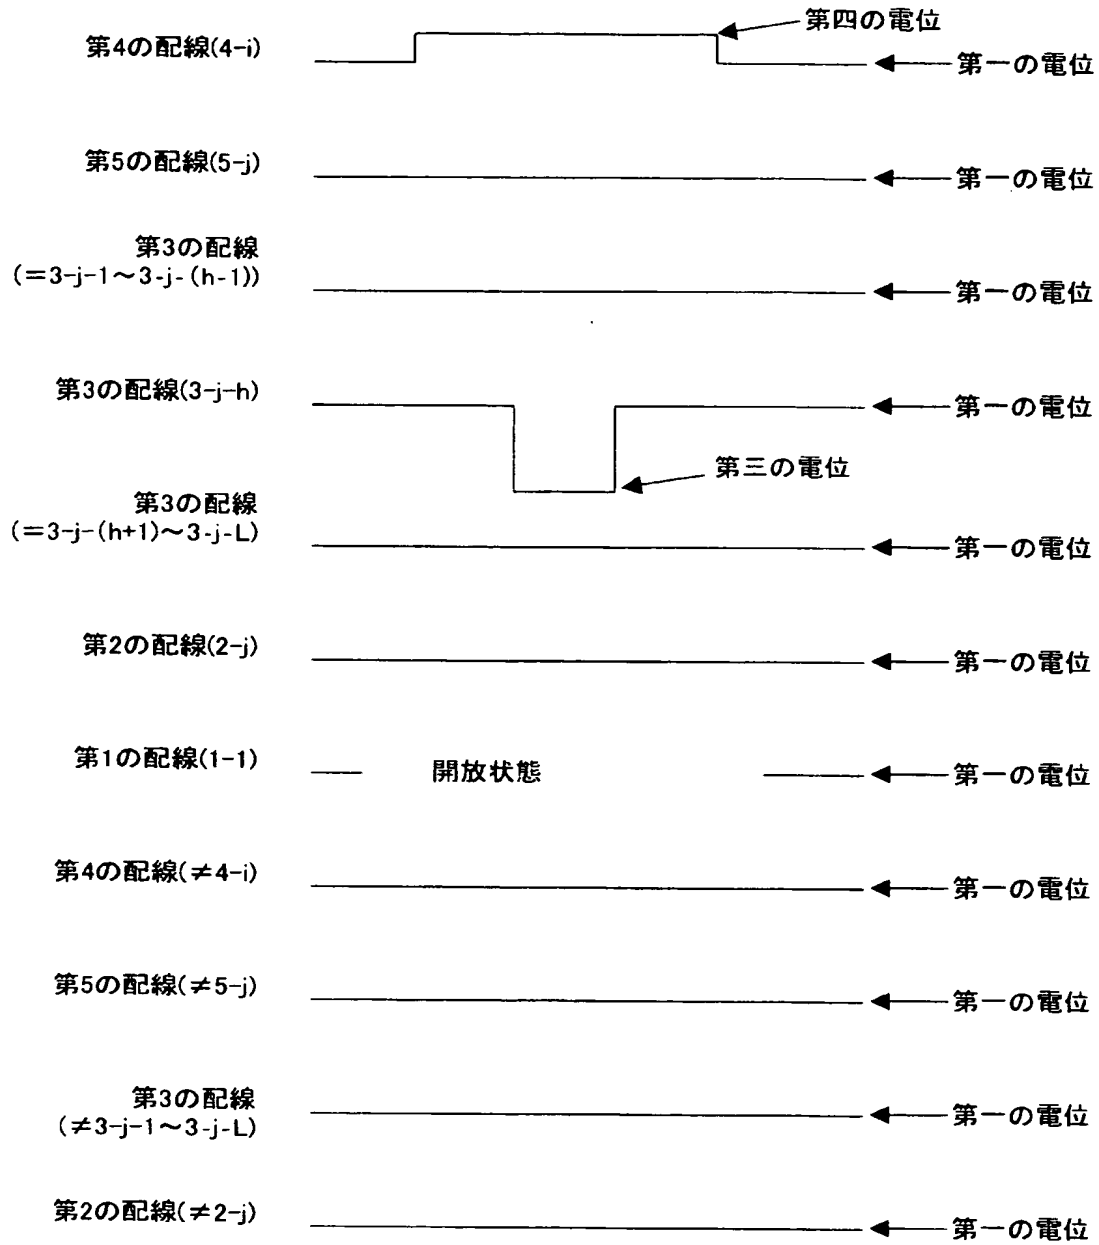 第四の電位
第4の配線(4-i)
第一の電位
第5の配線(5-j)
第一の電位
第3の配線
(=3-j-1~3-j-(h-1))
第一の電位
第3の配線(3-j-h)
第一の電位
第三の電位
第3の配線
(=3-j-(h+1)~3-j-L)
第一の電位
第2の配線(2-j)
第一の電位
第1の配線(1-1)
開放状態
第一の電位
第4の配線(≠4-i)
第一の電位
第5の配線(≠5-j)
第一の電位
第3の配線
(≠3-j-1~3-j-L)
第一の電位
第2の配線(≠2-j)
第一の電位